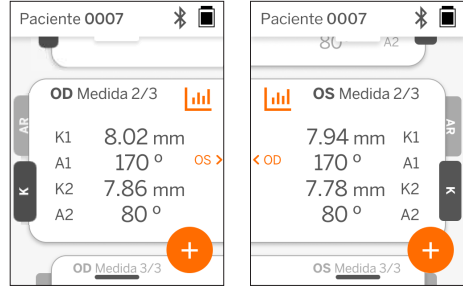 Paciente 0007
OD Medida 2/3
AR
K
K1 8.02 mm
A1 170 º OS >
K2 7.86 mm
A2 80 º
+
OD Medida 3/3
Paciente 0007
80 A2
OS Medida 2/3
AR
K
7.94 mm K1
< OD 170 º A1
7.78 mm K2
80 º A2
+
OS Medida 3/3